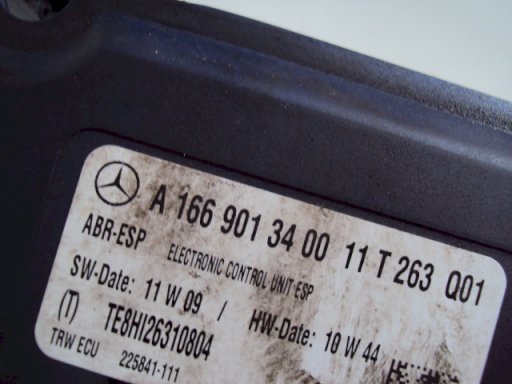 A 166 901 34 00 11 T 263 Q01
ABR-ESP ELECTRONIC CONTROL UNIT ESP
SW-Date: 11 W 09 / HW-Date: 10 W 44
(T) TE8HI26310804
TRW ECU 225841-111